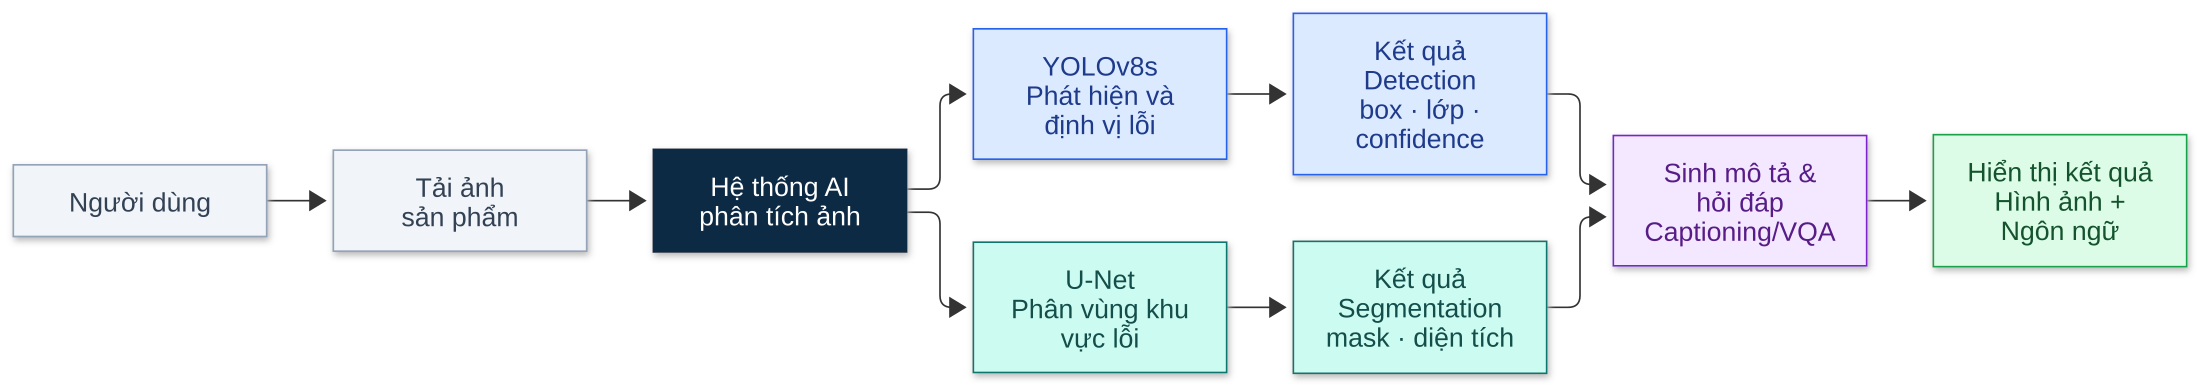 Người dùng
Tải ảnh
sản phẩm
Hệ thống AI
phân tích ảnh
YOLOv8s
Phát hiện và
định vị lỗi
Kết quả
Detection
box · lớp ·
confidence
U-Net
Phân vùng khu
vực lỗi
Kết quả
Segmentation
mask · diện tích
Sinh mô tả &
hỏi đáp
Captioning/VQA
Hiển thị kết quả
Hình ảnh +
Ngôn ngữ